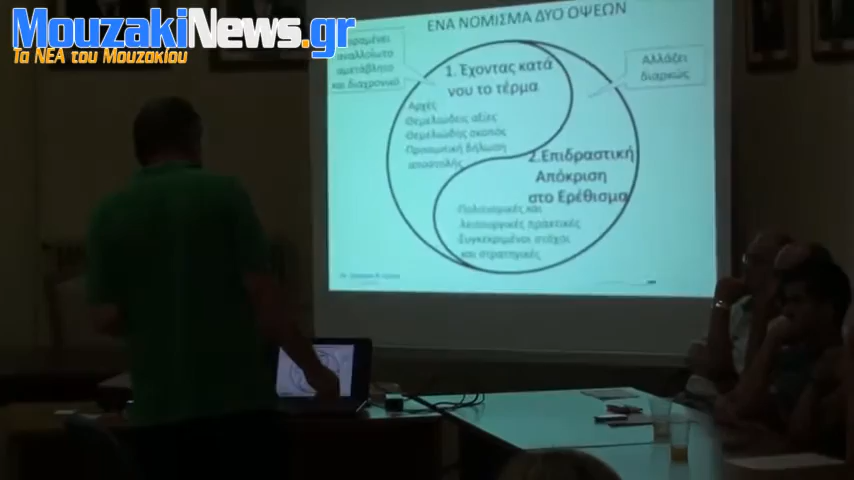 MouzakiNews.gr
Τα ΝΕΑ του Μουζακίου
ΕΝΑ ΝΟΜΙΣΜΑ ΔΥΟ ΟΨΕΩΝ
Παραμένει
αναλλοίωτο
αμετάβλητο
και διαχρονικό
Αλλάζει
διαρκώς
1. Έχοντας κατά
νου το τέρμα
Αρχές
Θεμελιώδεις αξίες
Θεμελιώδης σκοπός
Προσωπική δήλωση
αποστολής
2.Επιδραστική
Απόκριση
στο Ερέθισμα
Πολιτισμικές και
λειτουργικές πρακτικές
Συγκεκριμένοι στόχοι
και στρατηγικές